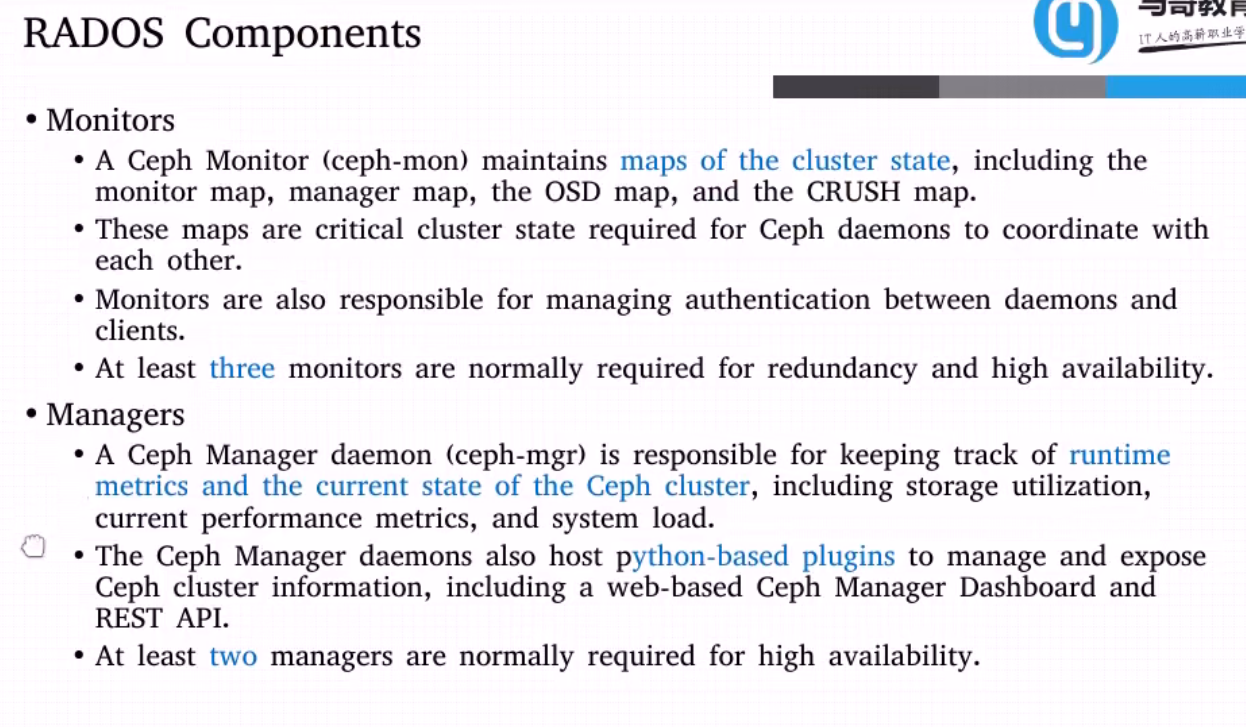 RADOS Components
马哥教育
IT人的高薪职业学
• Monitors
• A Ceph Monitor (ceph-mon) maintains maps of the cluster state, including the
monitor map, manager map, the OSD map, and the CRUSH map.
• These maps are critical cluster state required for Ceph daemons to coordinate with
each other.
• Monitors are also responsible for managing authentication between daemons and
clients.
• At least three monitors are normally required for redundancy and high availability.
• Managers
• A Ceph Manager daemon (ceph-mgr) is responsible for keeping track of runtime
metrics and the current state of the Ceph cluster, including storage utilization,
current performance metrics, and system load.
• The Ceph Manager daemons also host python-based plugins to manage and expose
Ceph cluster information, including a web-based Ceph Manager Dashboard and
REST API.
• At least two managers are normally required for high availability.